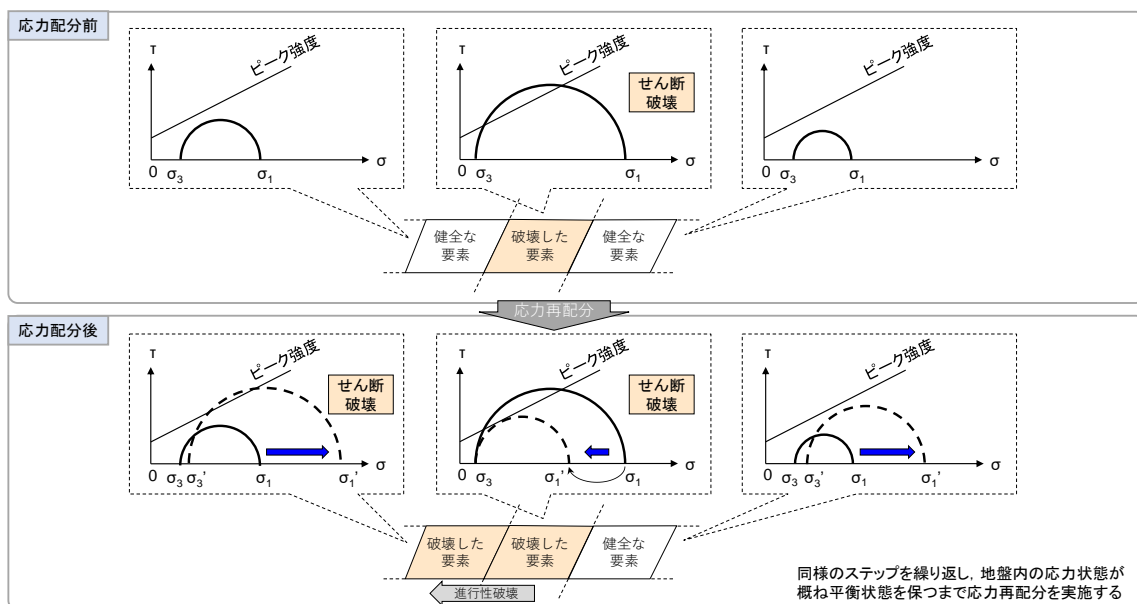 応力配分前
τ
ピーク強度
0
σ3
σ1
σ
τ
ピーク強度
せん断
破壊
0
σ3
σ1
σ
τ
ピーク強度
0
σ3
σ1
σ
健全な
要素
破壊した
要素
健全な
要素
応力再配分
応力配分後
τ
ピーク強度
せん断
破壊
0
σ3
σ3'
σ1
σ1'
σ
τ
ピーク強度
せん断
破壊
0
σ3
σ1'
σ1
σ
τ
ピーク強度
0
σ3
σ3'
σ1
σ1'
σ
破壊した
要素
破壊した
要素
健全な
要素
進行性破壊
同様のステップを繰り返し，地盤内の応力状態が
概ね平衡状態を保つまで応力再配分を実施する